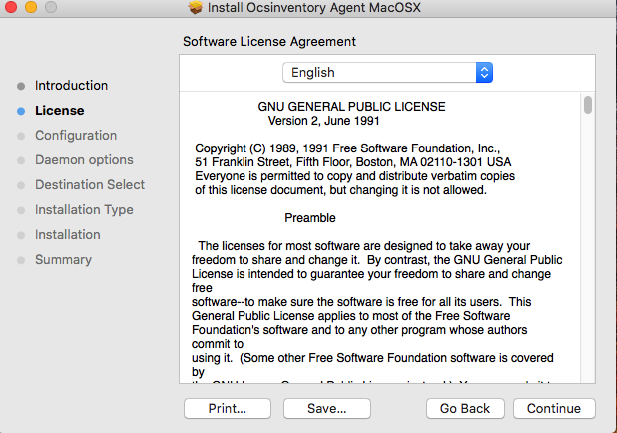 Install Ocsinventory Agent MacOSX
Software License Agreement
Introduction
License
Configuration
Daemon options
Destination Select
Installation Type
Installation
Summary
English
GNU GENERAL PUBLIC LICENSE
Version 2, June 1991
Copyright (C) 1989, 1991 Free Software Foundation, Inc.,
51 Franklin Street, Fifth Floor, Boston, MA 02110-1301 USA
Everyone is permitted to copy and distribute verbatim copies
of this license document, but changing it is not allowed.
Preamble
The licenses for most software are designed to take away your
freedom to share and change it.  By contrast, the GNU General Public
License is intended to guarantee your freedom to share and change
free
software--to make sure the software is free for all its users.  This
General Public License applies to most of the Free Software
Foundation's software and to any other program whose authors
commit to
using it.  (Some other Free Software Foundation software is covered
by
Print...
Save...
Go Back
Continue